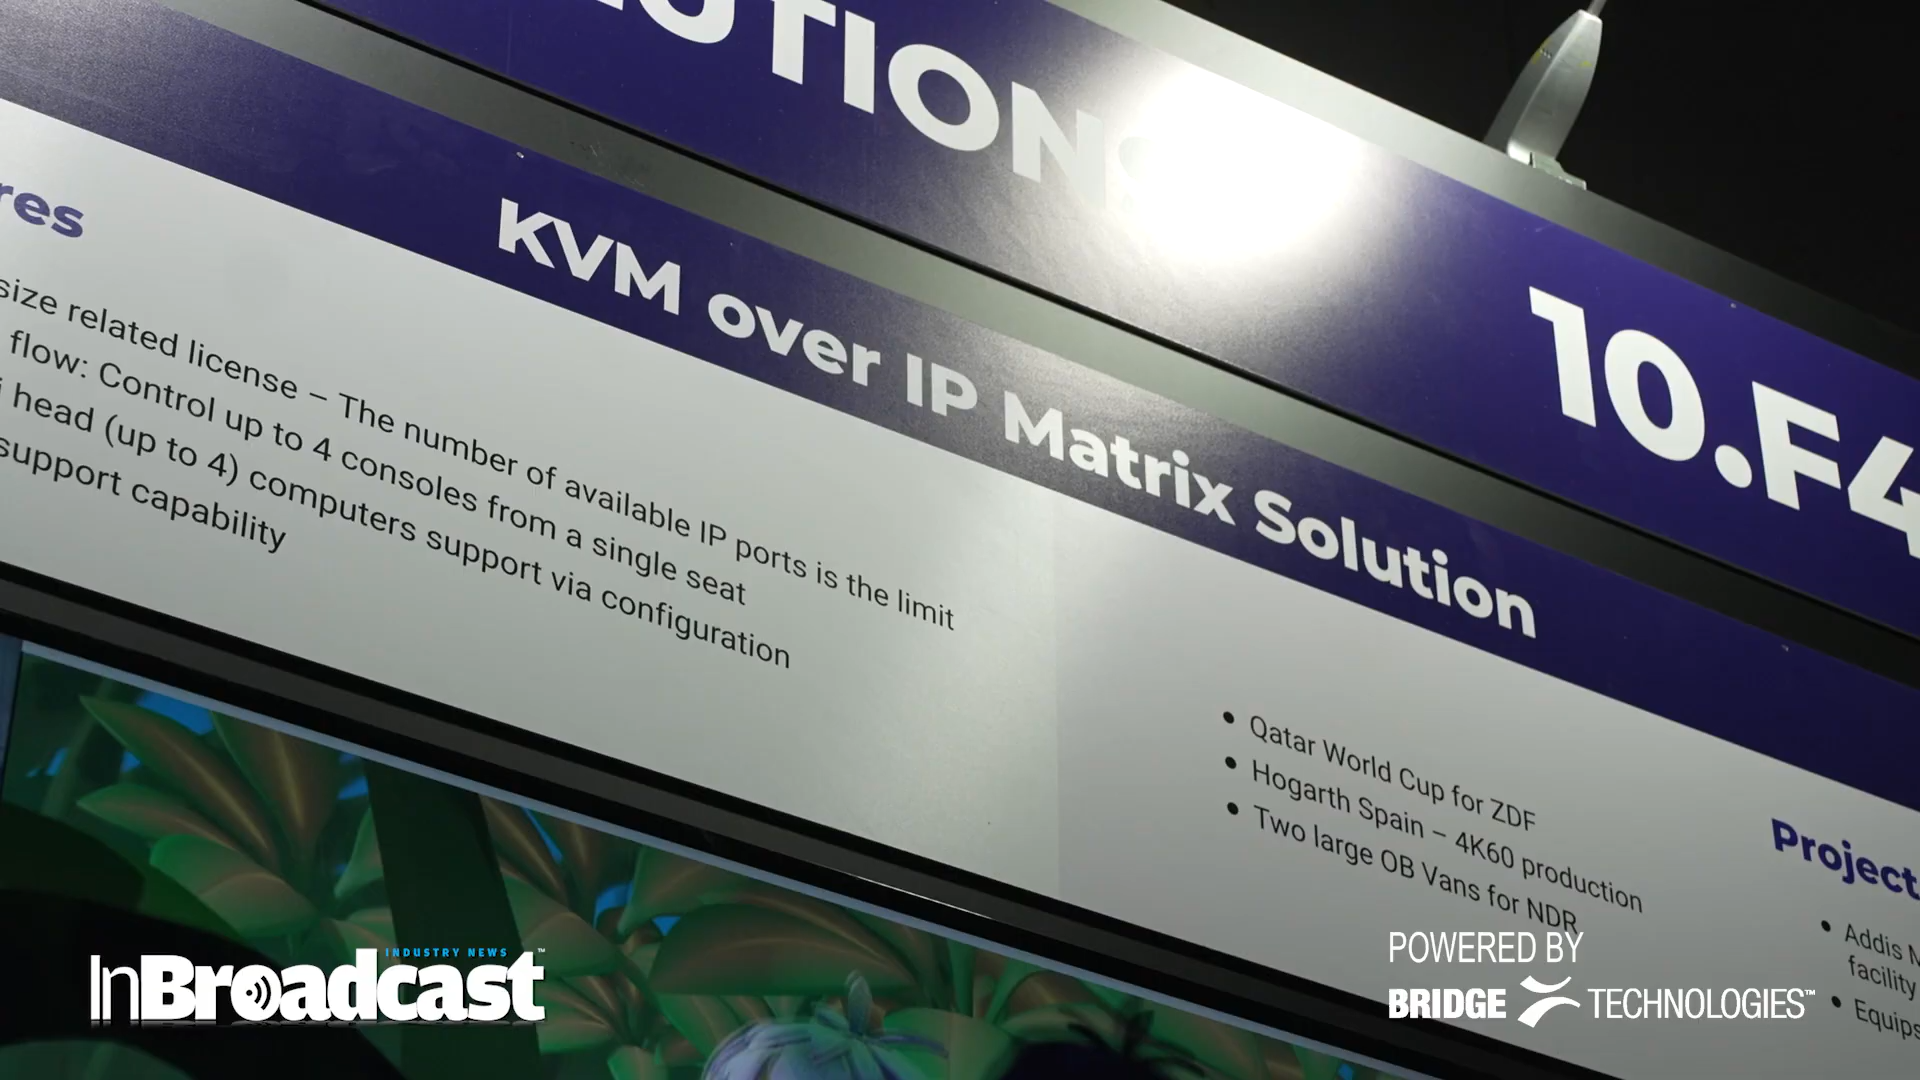 UTIONS
10.F4
KVM over IP Matrix Solution
res
size related license – The number of available IP ports is the limit
flow: Control up to 4 consoles from a single seat
i head (up to 4) computers support via configuration
support capability
• Qatar World Cup for ZDF
• Hogarth Spain – 4K60 production
• Two large OB Vans for NDR
Project
• Addis N
facility
• Equips
INDUSTRY NEWS
InBroadcast™
POWERED BY
BRIDGE TECHNOLOGIES™